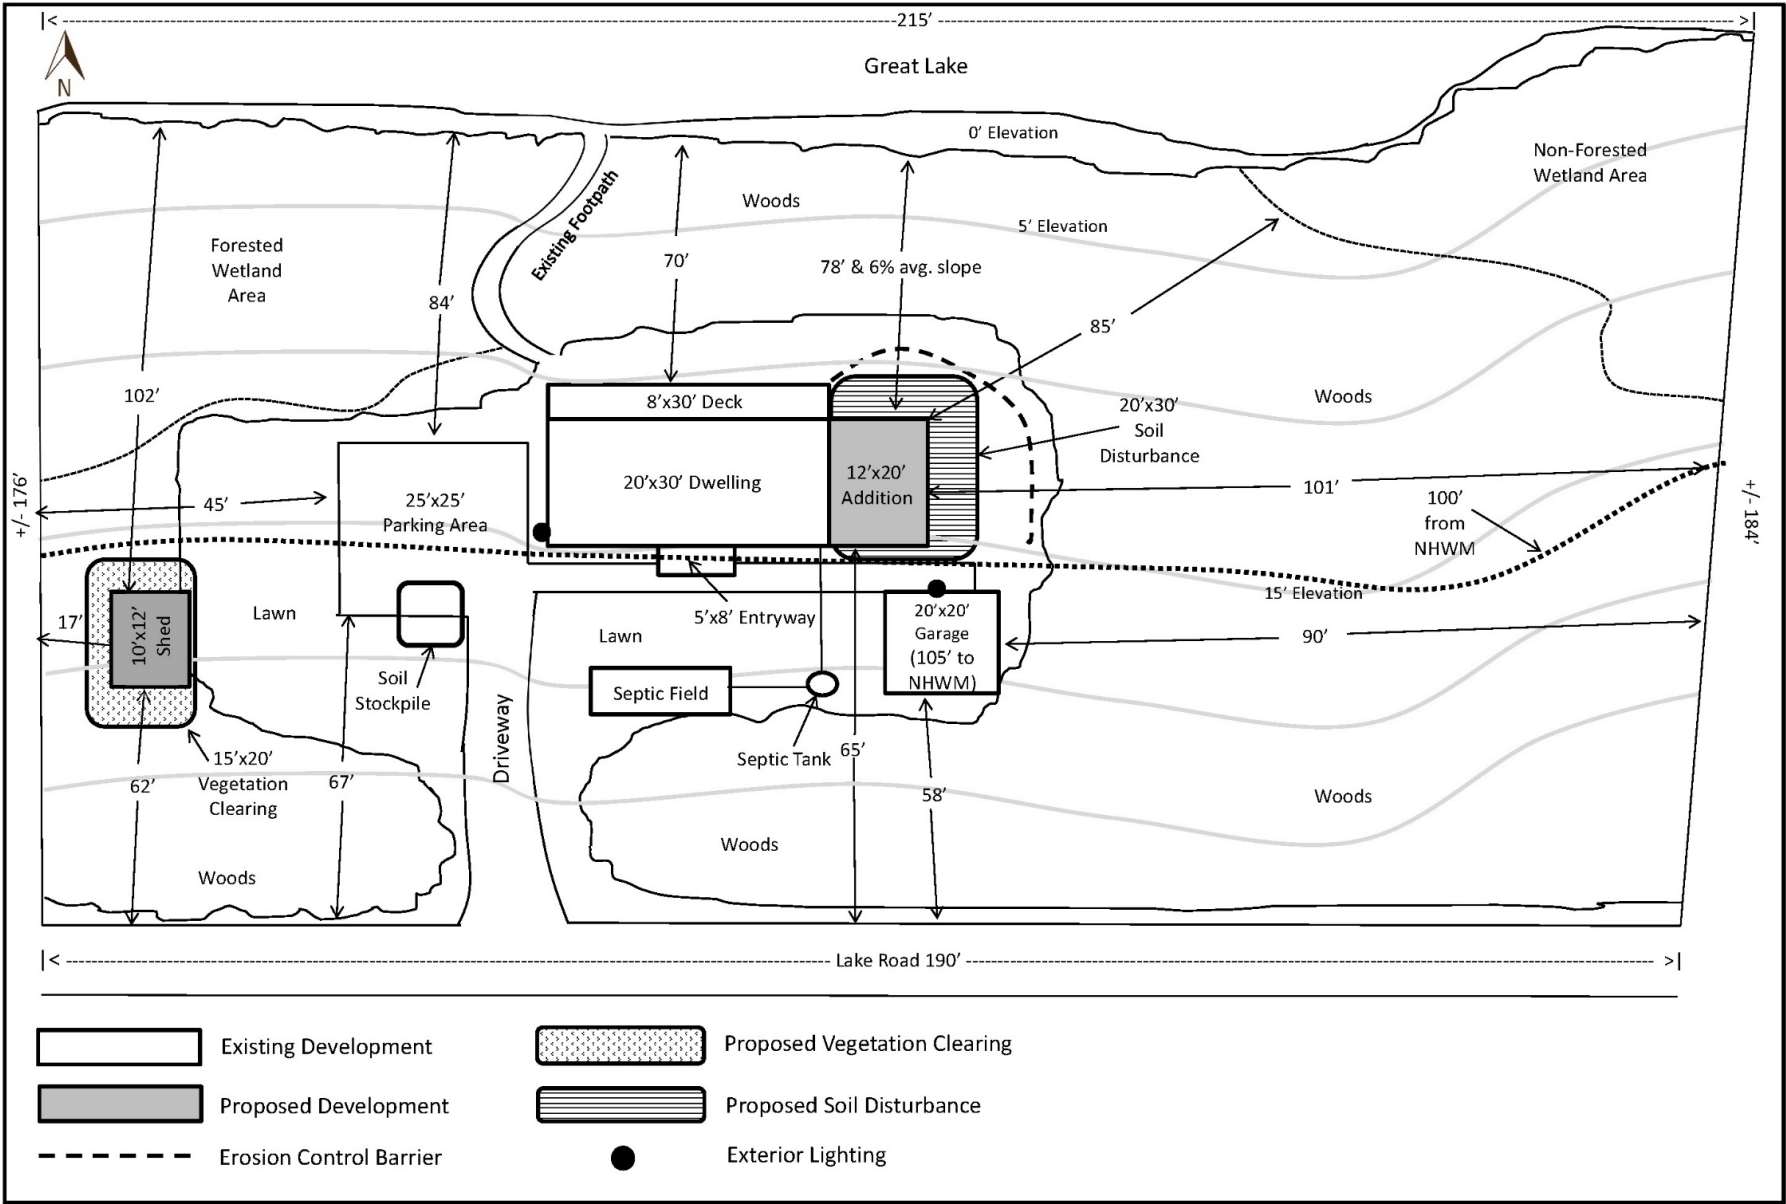 215’
Great Lake
N
0’ Elevation
Non-Forested
Wetland Area
Woods
Existing Footpath
5’ Elevation
Forested
Wetland
Area
70’
78’ & 6% avg. slope
84’
85’
102’
8’x30’ Deck
Woods
20’x30’
Soil
Disturbance
+/- 176’
45’
25’x25’
Parking Area
20’x30’ Dwelling
12’x20’
Addition
101’
100’
from
NHWM
+/- 184’
15’ Elevation
17’
10’x12’
Shed
Lawn
5’x8’ Entryway
Lawn
20’x20’
Garage
(105’ to
NHWM)
90’
Soil
Stockpile
Septic Field
Driveway
Septic Tank
65’
15’x20’
Vegetation
Clearing
62’
67’
58’
Woods
Woods
Woods
Lake Road 190’
Existing Development
Proposed Vegetation Clearing
Proposed Development
Proposed Soil Disturbance
Erosion Control Barrier
Exterior Lighting